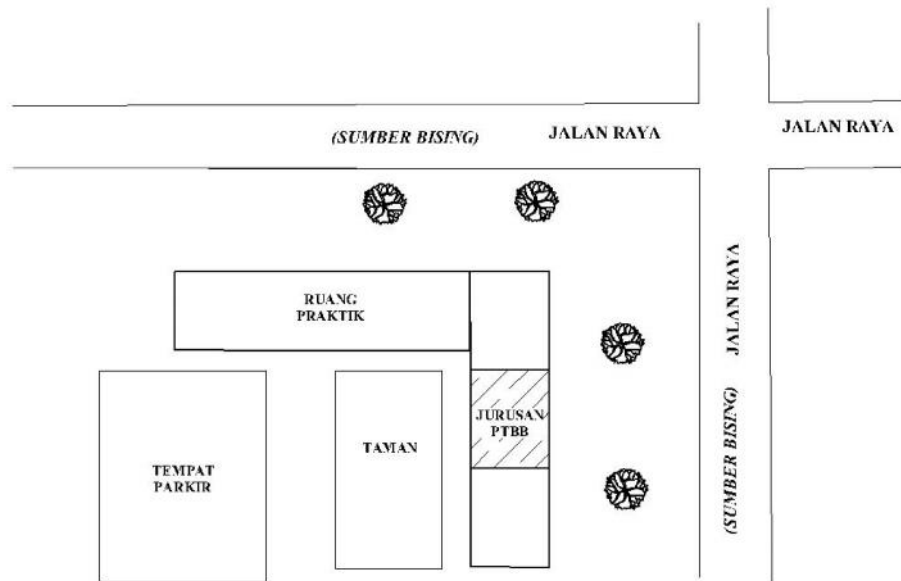 (SUMBER BISING)
JALAN RAYA
JALAN RAYA
RUANG
PRAKTIK
JALAN RAYA
(SUMBER BISING)
JURUSAN
PTBB
TAMAN
TEMPAT
PARKIR